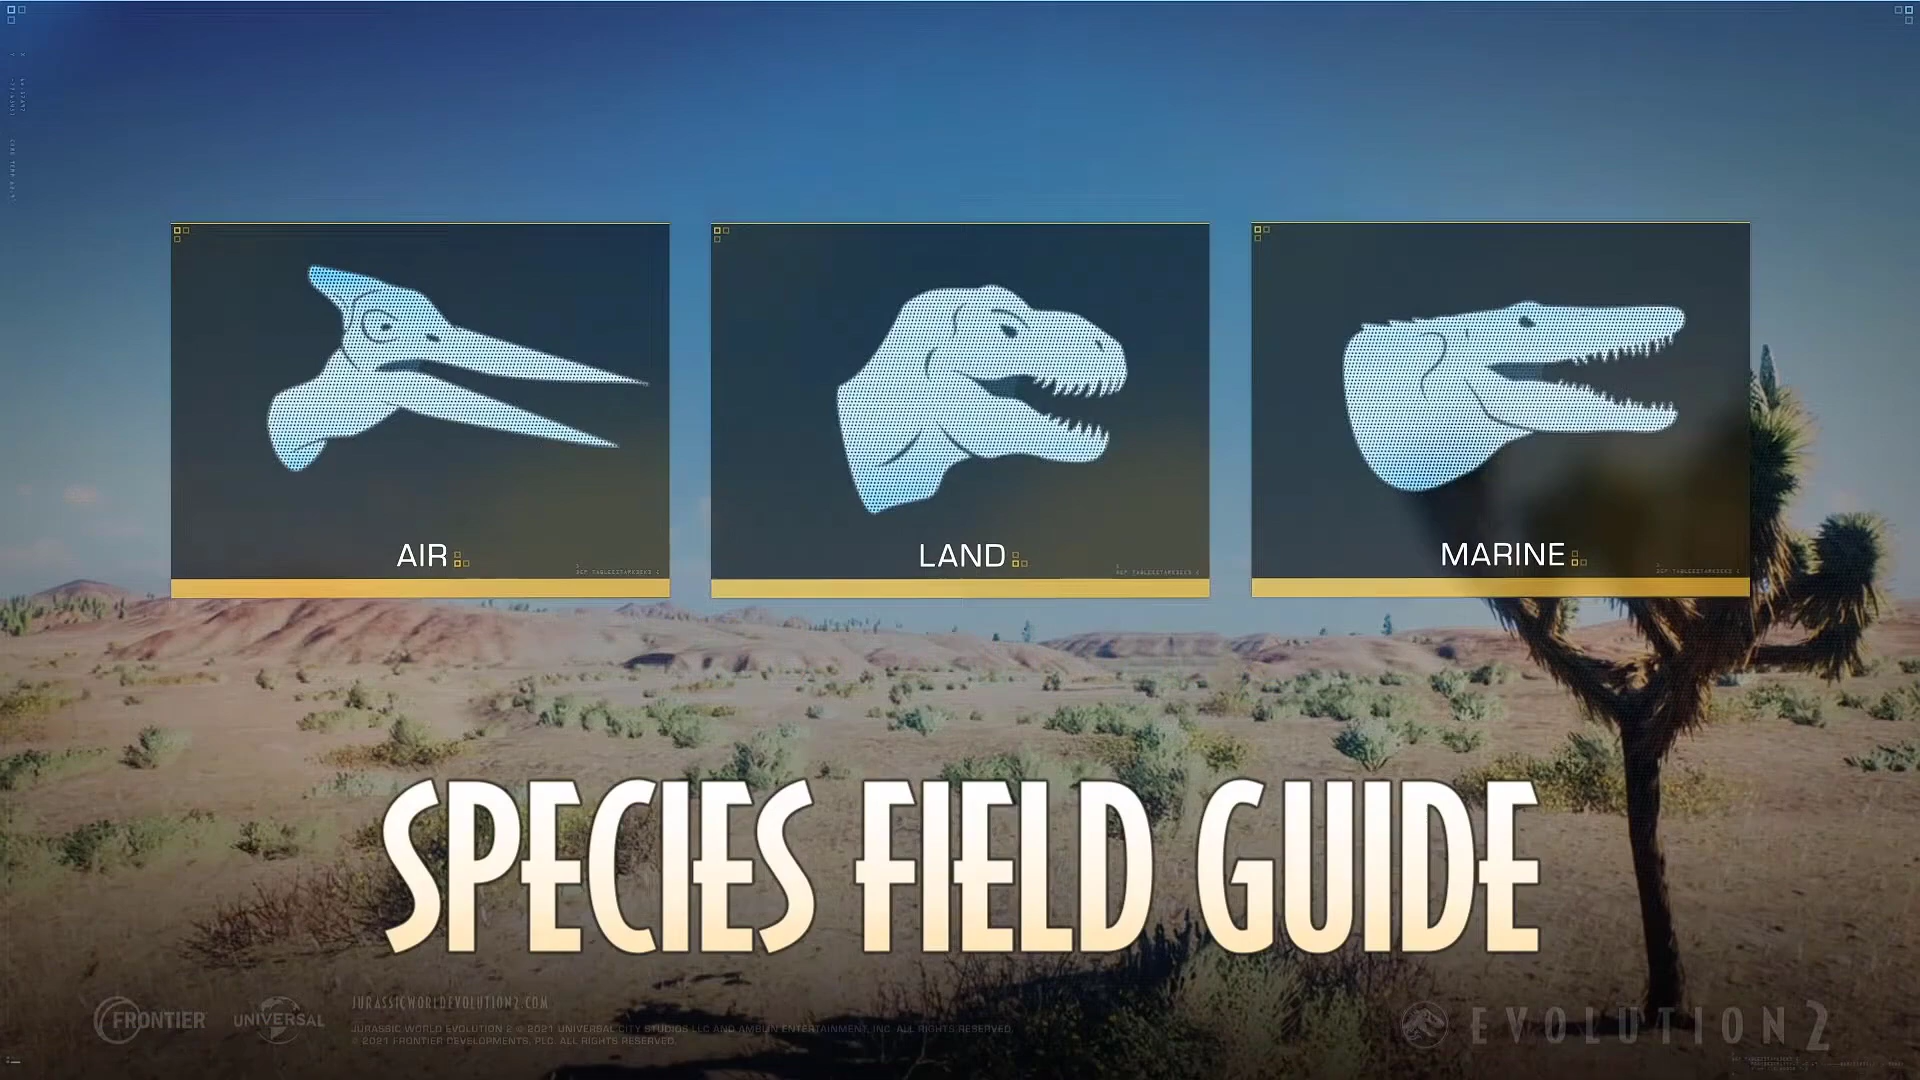 AIR
LAND
MARINE
SPECIES FIELD GUIDE
FRONTIER
UNIVERSAL
JURASSICWORLDEVOLUTION2.COM
JURASSIC WORLD EVOLUTION 2 © 2021 UNIVERSAL CITY STUDIOS LLC AND AMBLIN ENTERTAINMENT, INC. ALL RIGHTS RESERVED.
© 2021 FRONTIER DEVELOPMENTS, PLC. ALL RIGHTS RESERVED.
EVOLUTION 2